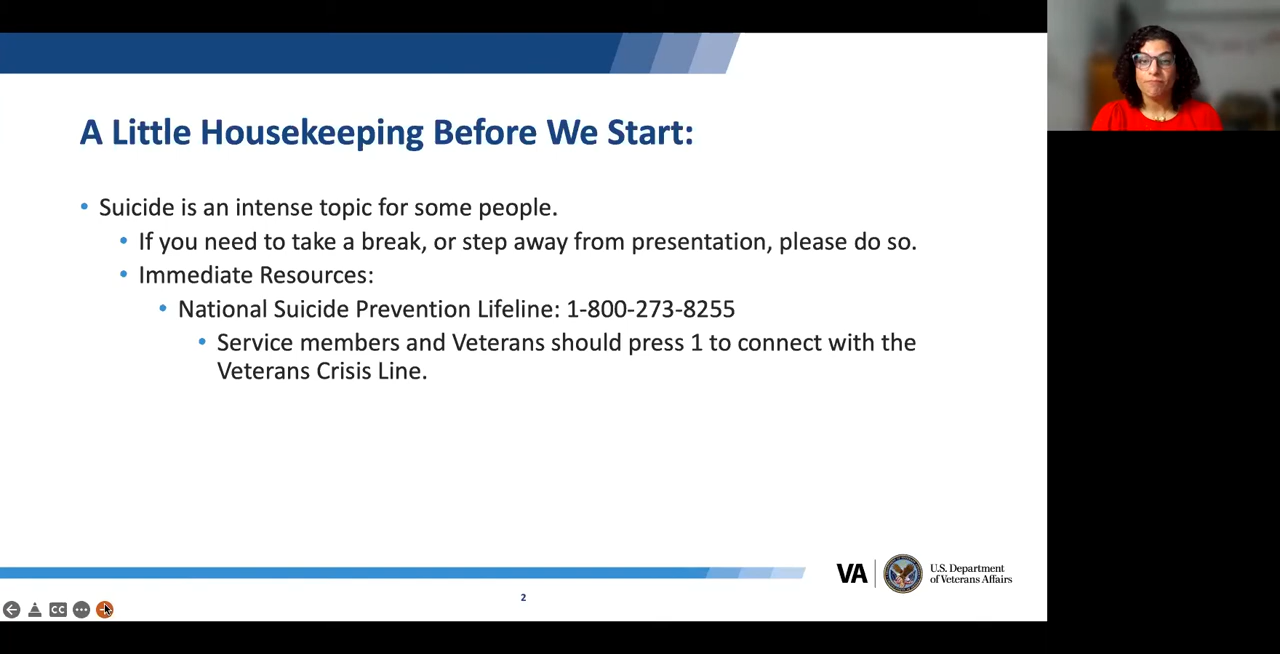 A Little Housekeeping Before We Start:
• Suicide is an intense topic for some people.
• If you need to take a break, or step away from presentation, please do so.
• Immediate Resources:
• National Suicide Prevention Lifeline: 1-800-273-8255
• Service members and Veterans should press 1 to connect with the
Veterans Crisis Line.
VA
U.S. Department
of Veterans Affairs
2
CC